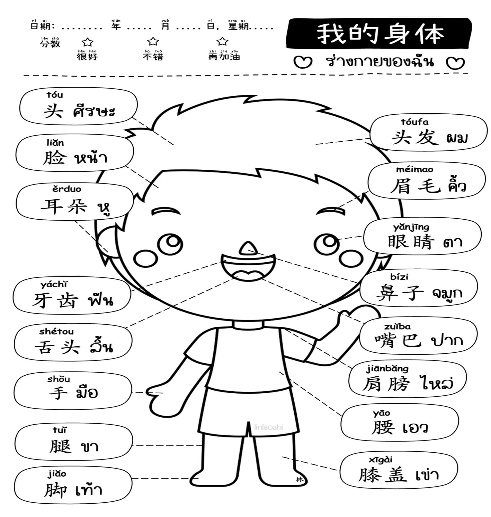 日期: ........ 年 ..... 月 ...... 日, 星期.....
分数 ☆ 很好 ☆ 不错 ☆ 再加油
我的身体
ร่างกายของฉัน
tóu
头 ศีรษะ
liǎn
脸 หน้า
ěrduo
耳朵 หู
yáchǐ
牙齿 ฟัน
shétou
舌头 ลิ้น
shǒu
手 มือ
tuǐ
腿 ขา
jiǎo
脚 เท้า
tóufa
头发 ผม
méimao
眉毛 คิ้ว
yǎnjīng
眼睛 ตา
bízi
鼻子 จมูก
zuǐba
嘴巴 ปาก
jiānbǎng
肩膀 ไหล่
yāo
腰 เอว
xīgài
膝盖 เข่า